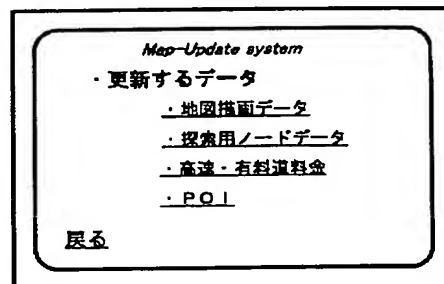 Map-Update system
・更新するデータ
・地図描画データ
・探索用ノードデータ
・高速・有料道料金
・ＰＯＩ
戻る